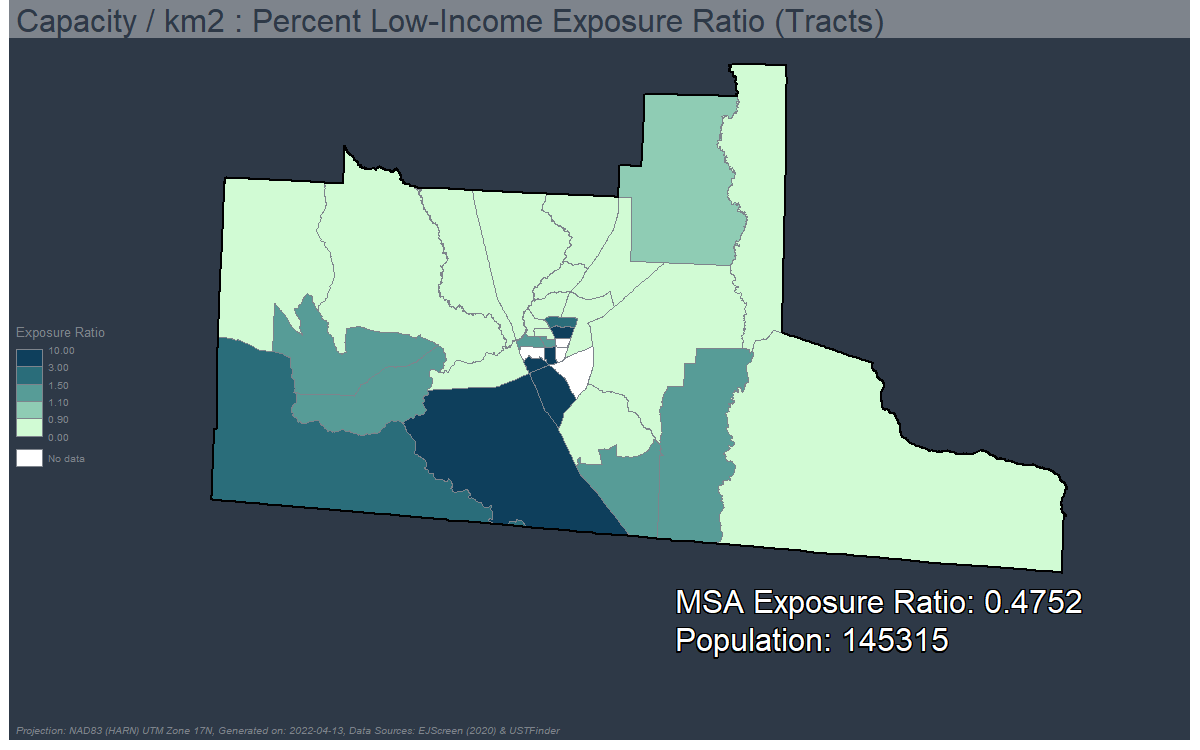 Capacity / km2 : Percent Low-Income Exposure Ratio (Tracts)
Exposure Ratio
10.00
3.00
1.50
1.10
0.90
0.00
No data
MSA Exposure Ratio: 0.4752
Population: 145315
Projection: NAD83 (HARN) UTM Zone 17N, Generated on: 2022-04-13, Data Sources: EJScreen (2020) & USTFinder